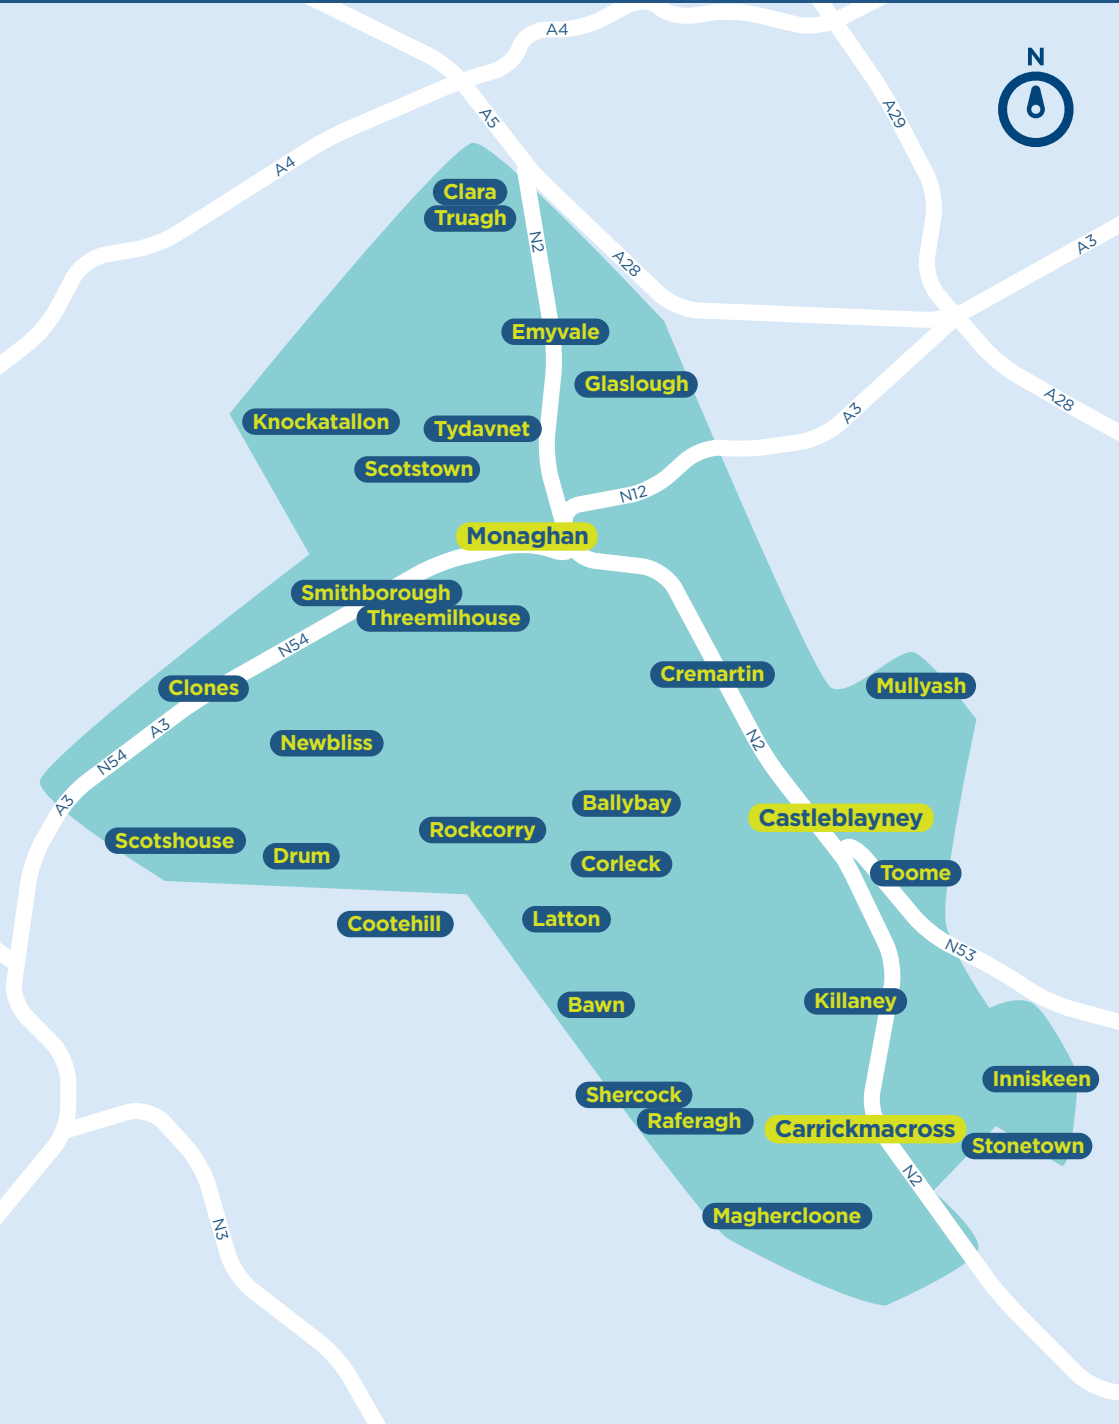 A4
N
A5
A29
A4
Clara
Truagh
N2
A28
A3
Emyvale
Glaslough
A28
A3
Knockatallon
Tydavnet
Scotstown
N12
Monaghan
Smithborough
Threemilhouse
N54
Cremartin
Clones
Mullyash
A3
Newbliss
N2
N54
A3
Ballybay
Castleblayney
Rockcorry
Scotshouse
Drum
Corleck
Toome
Latton
Cootehill
N53
Killaney
Bawn
Inniskeen
Shercock
Raferagh
Carrickmacross
Stonetown
N2
Maghercloone
N3